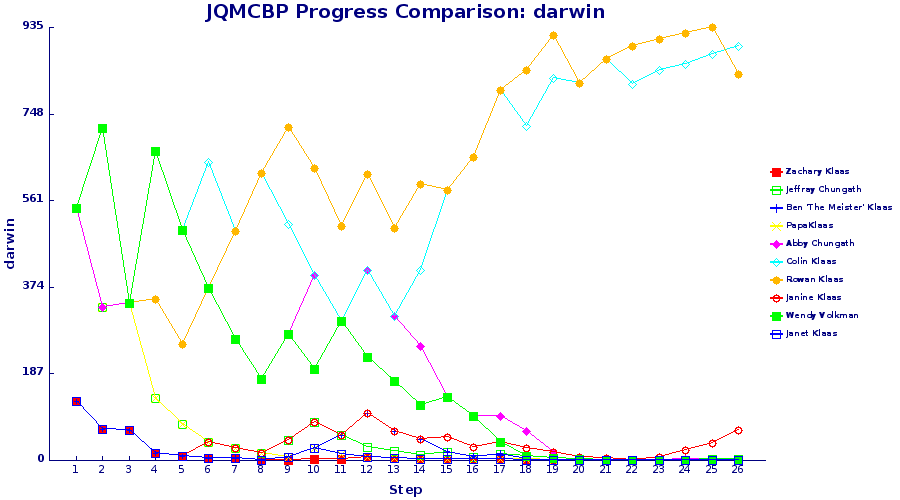 JQMCBP Progress Comparison: darwin
935
748
561
374
187
0
darwin
1 2 3 4 5 6 7 8 9 10 11 12 13 14 15 16 17 18 19 20 21 22 23 24 25 26
Step
Zachary Klaas
Jeffray Chungath
Ben 'The Meister' Klaas
PapaKlaas
Abby Chungath
Colin Klaas
Rowan Klaas
Janine Klaas
Wendy Volkman
Janet Klaas